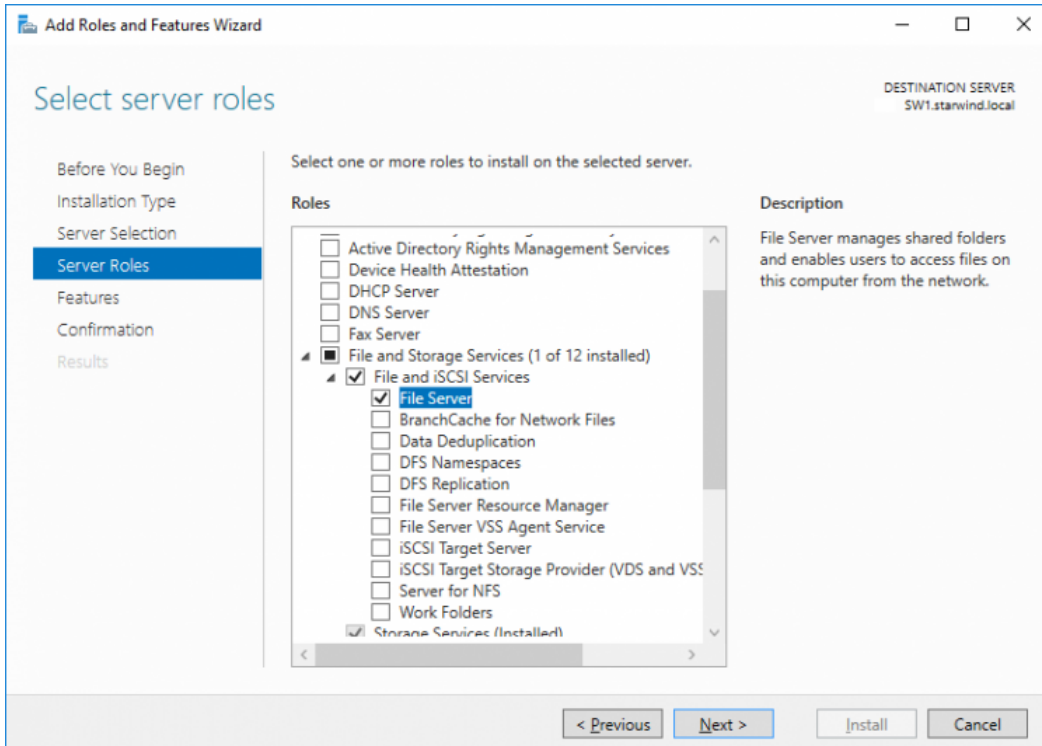 Add Roles and Features Wizard
Select server roles
DESTINATION SERVER
SW1.starwind.local
Before You Begin
Installation Type
Server Selection
Server Roles
Features
Confirmation
Results
Select one or more roles to install on the selected server.
Roles
Active Directory Rights Management Services
Device Health Attestation
DHCP Server
DNS Server
Fax Server
File and Storage Services (1 of 12 installed)
File and iSCSI Services
File Server
BranchCache for Network Files
Data Deduplication
DFS Namespaces
DFS Replication
File Server Resource Manager
File Server VSS Agent Service
iSCSI Target Server
iSCSI Target Storage Provider (VDS and VSS
Server for NFS
Work Folders
Storage Services (Installed)
Description
File Server manages shared folders
and enables users to access files on
this computer from the network.
< Previous
Next >
Install
Cancel